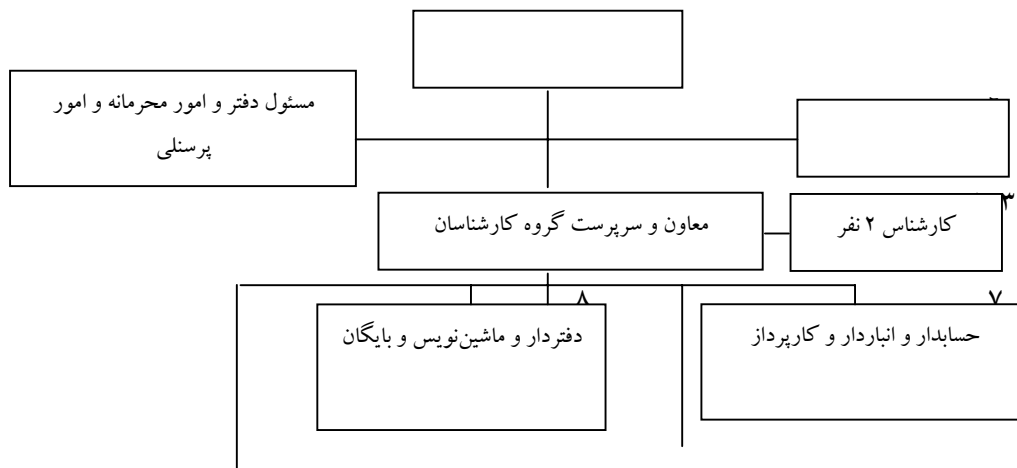 مسئول دفتر و امور محرمانه و امور
پرسنلی
۳
کارشناس ۲ نفر
معاون و سرپرست گروه کارشناسان
۷
حسابدار و انباردار و کارپرداز
۸
دفتردار و ماشین‌نویس و بایگان